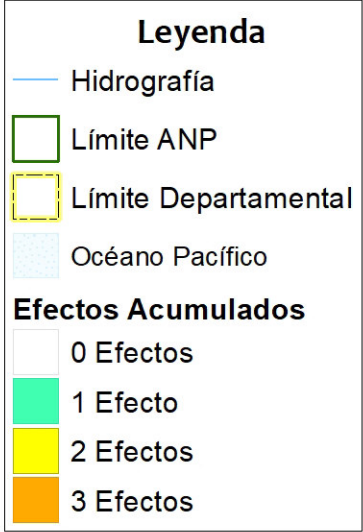 Leyenda
Hidrografía
Límite ANP
Límite Departamental
Océano Pacífico
Efectos Acumulados
0 Efectos
1 Efecto
2 Efectos
3 Efectos